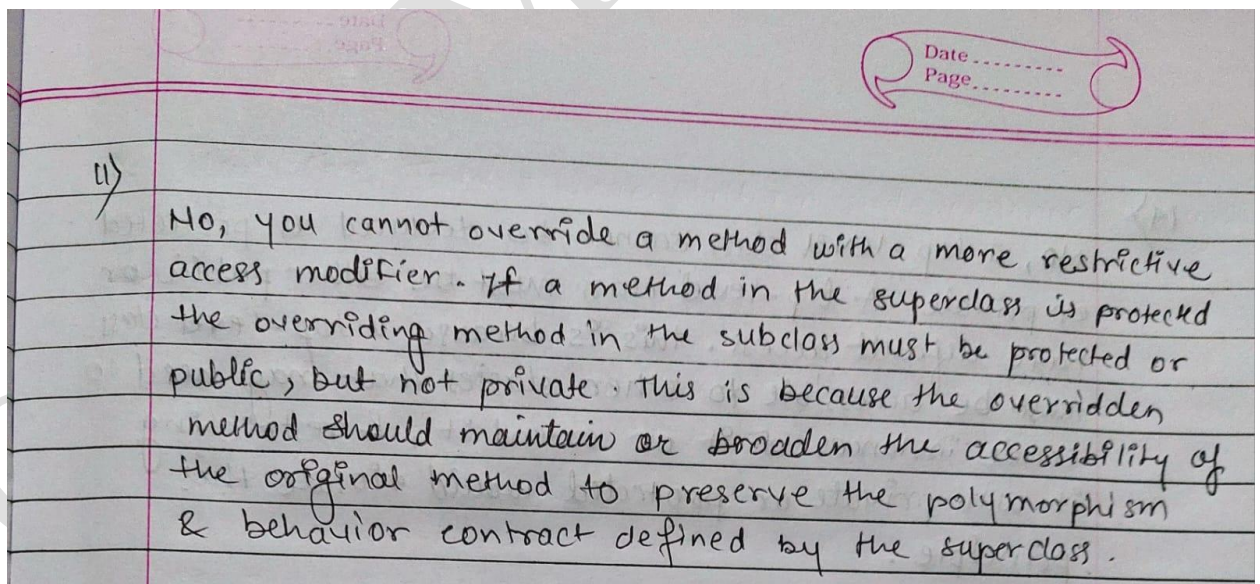 Date.........
Page.........
11)
No, you cannot override a method with a more restrictive
access modifier. If a method in the superclass is protected
the overriding method in the subclass must be protected or
public, but not private. This is because the overridden
method should maintain or broaden the accessibility of
the original method to preserve the polymorphism
& behavior contract defined by the superclass.